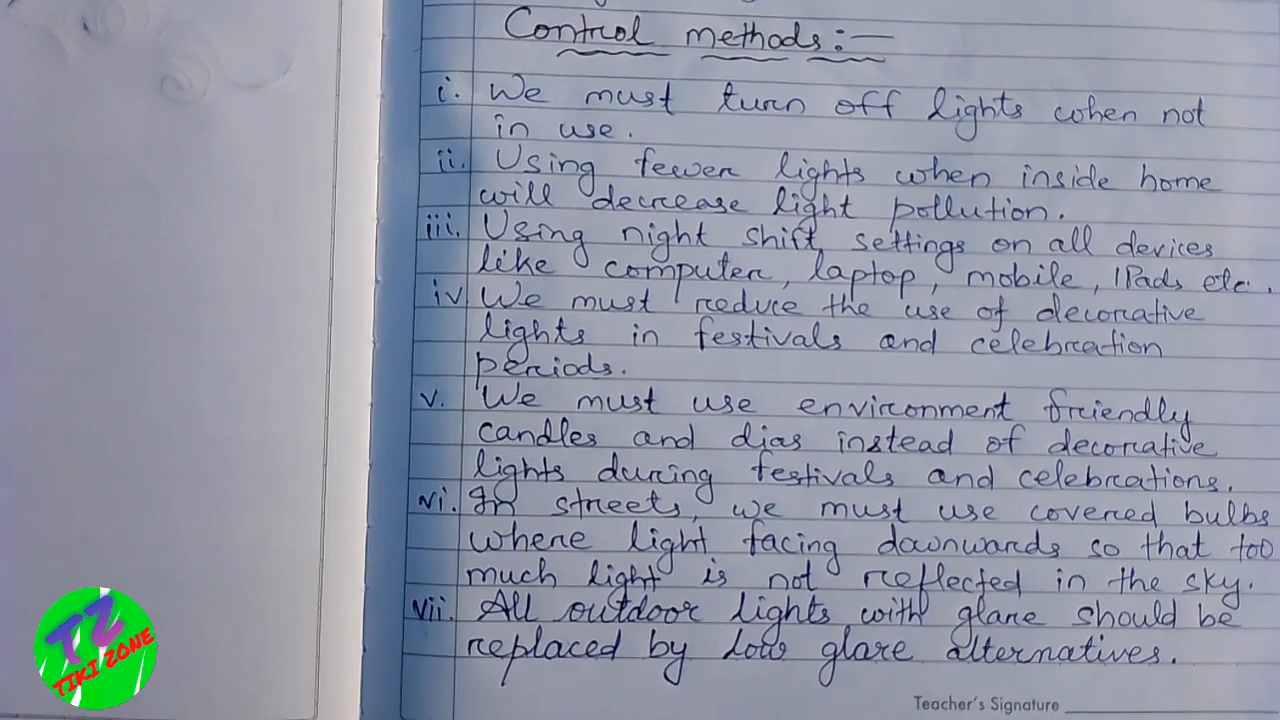 Control methods:—
i. We must turn off lights when not
in use.
ii. Using fewer lights when inside home
will decrease light pollution.
iii. Using night shift settings on all devices
like computer, laptop, mobile, IPads etc.
iv. We must reduce the use of decorative
lights in festivals and celebration
periods.
v. We must use environment friendly
candles and dias instead of decorative
lights during festivals and celebrations.
vi. In streets, we must use covered bulbs
where light facing downwards so that too
much light is not reflected in the sky.
vii. All outdoor lights with glare should be
replaced by low glare alternatives.
Teacher's Signature
TZ
TIKI ZONE